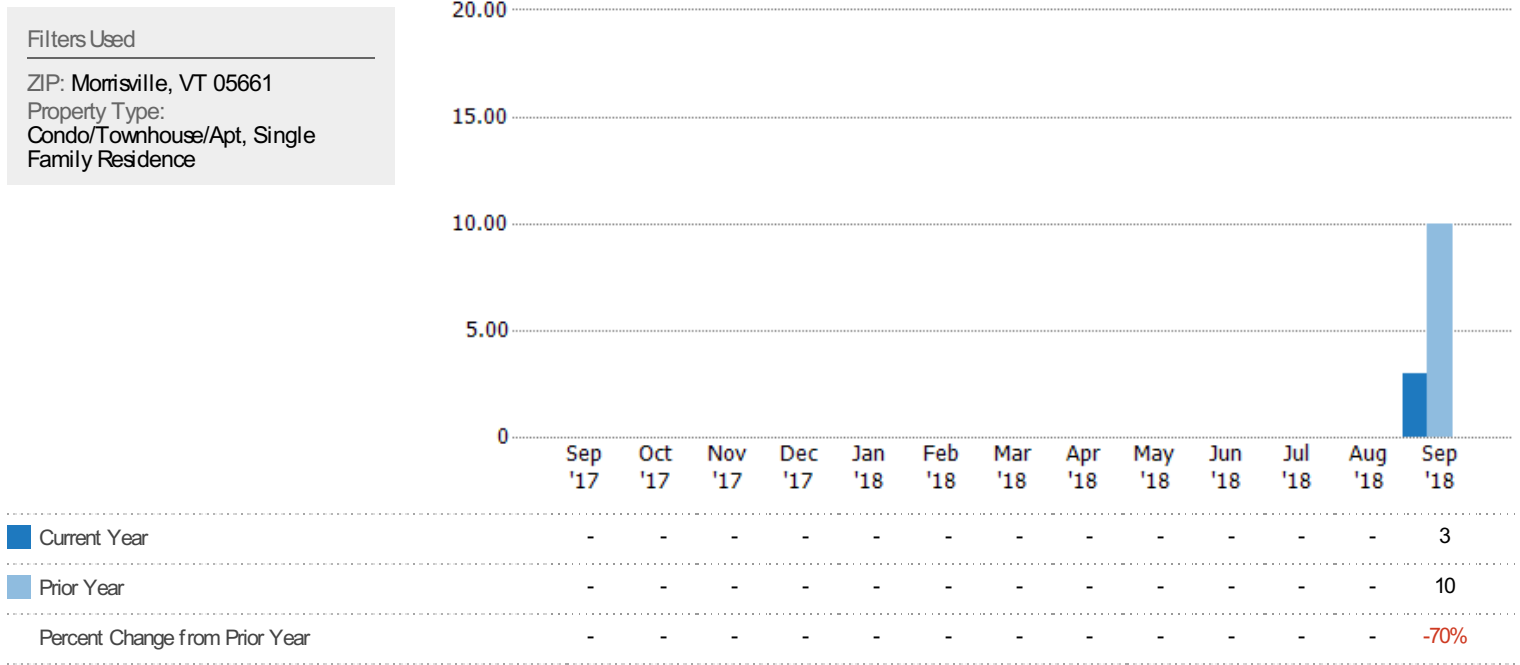 Filters Used
ZIP: Morrisville, VT 05661
Property Type:
Condo/Townhouse/Apt, Single
Family Residence
20.00
15.00
10.00
5.00
0
Sep Oct Nov Dec Jan Feb Mar Apr May Jun Jul Aug Sep
'17 '17 '17 '17 '18 '18 '18 '18 '18 '18 '18 '18 '18
Current Year - - - - - - - - - - - - 3
Prior Year - - - - - - - - - - - - 10
Percent Change from Prior Year - - - - - - - - - - - - -70%